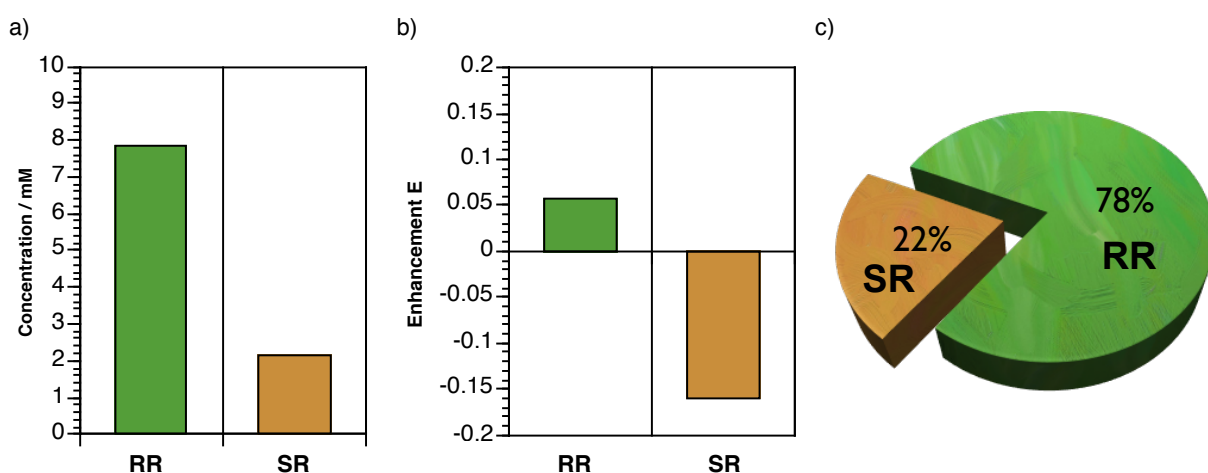 a)
Concentration / mM
10
9
8
7
6
5
4
3
2
1
0
RR SR
b)
Enhancement E
0.2
0.15
0.1
0.05
0
-0.05
-0.1
-0.15
-0.2
RR SR
c)
78%
RR
22%
SR